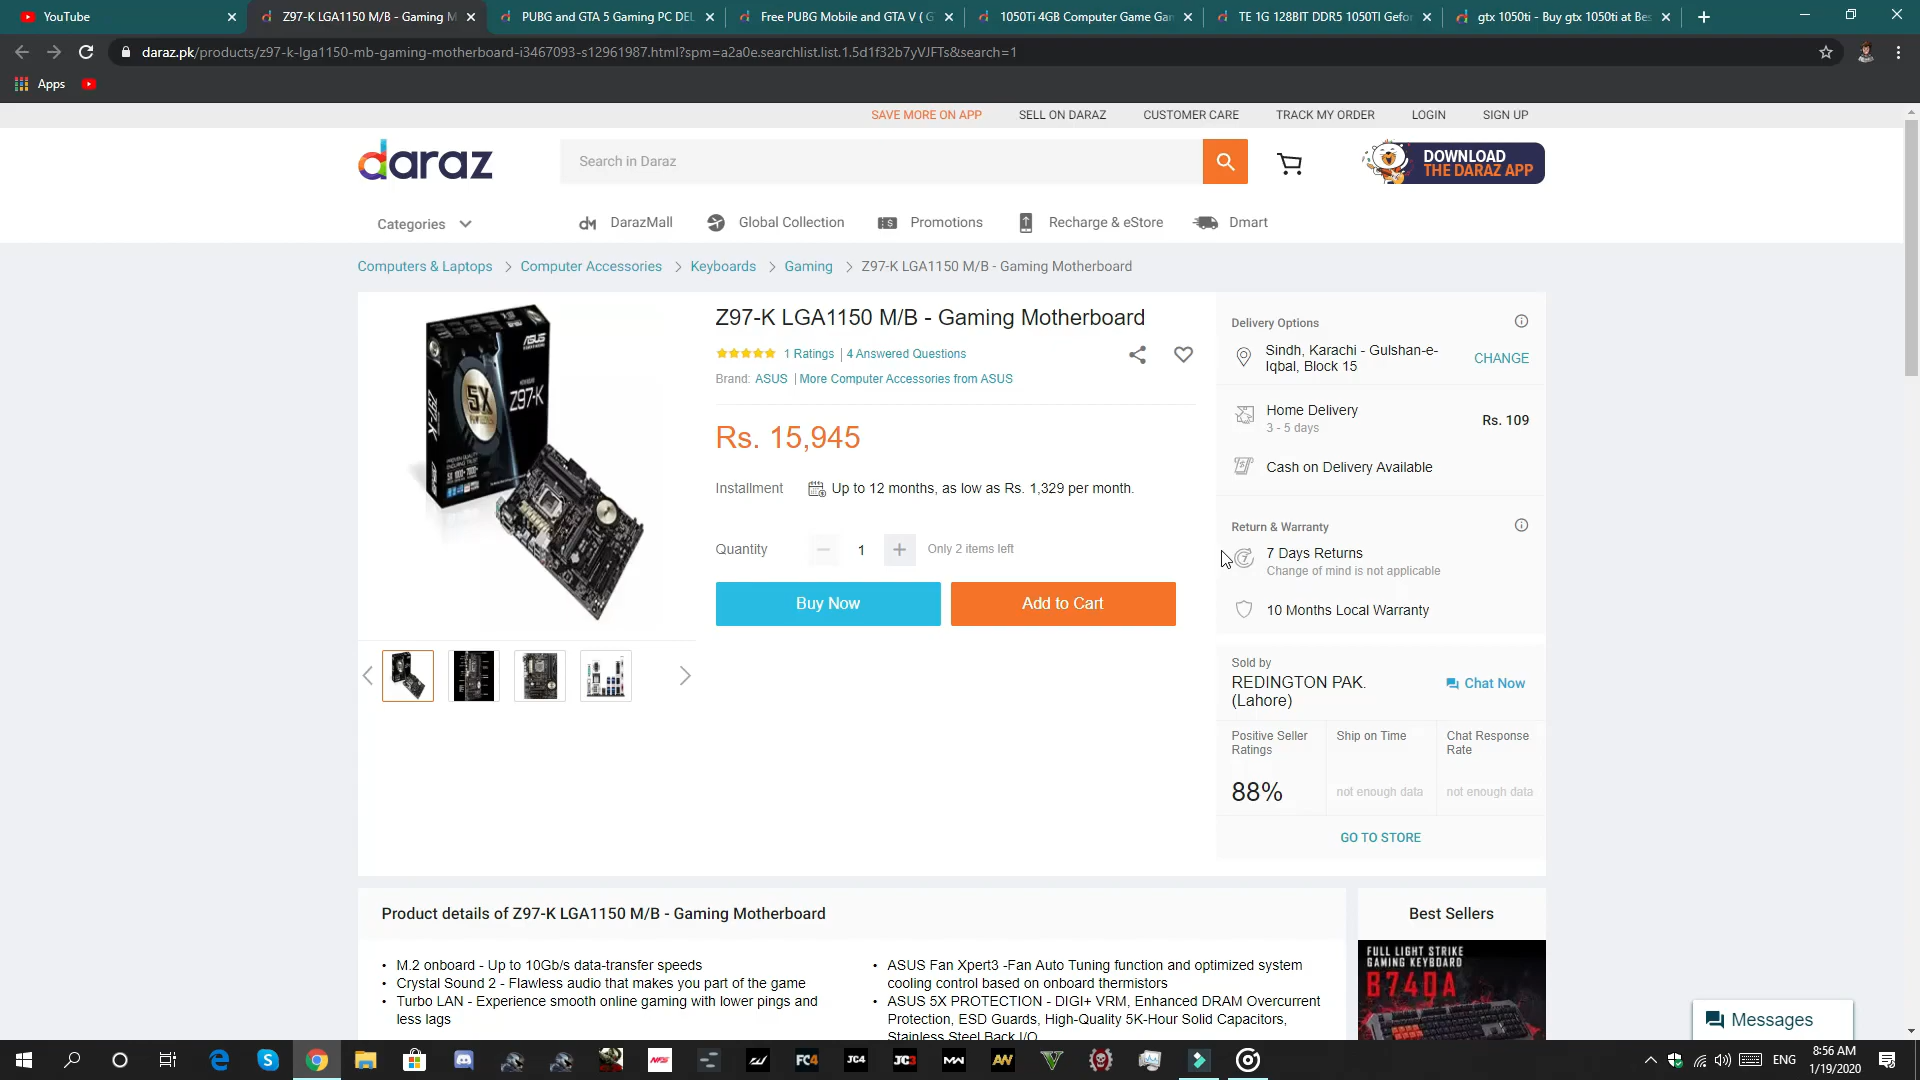 YouTube
Z97-K LGA1150 M/B - Gaming M
PUBG and GTA 5 Gaming PC DEL
Free PUBG Mobile and GTA V ( G
1050Ti 4GB Computer Game Gam
TE 1G 128BIT DDR5 1050TI Gefor
gtx 1050ti - Buy gtx 1050ti at Bes
daraz.pk/products/z97-k-lga1150-mb-gaming-motherboard-i3467093-s12961987.html?spm=a2a0e.searchlist.list.1.5d1f32b7yVJFTs&search=1
Apps
SAVE MORE ON APP
SELL ON DARAZ
CUSTOMER CARE
TRACK MY ORDER
LOGIN
SIGN UP
daraz
Search in Daraz
DOWNLOAD
THE DARAZ APP
Categories
DarazMall
Global Collection
Promotions
Recharge & eStore
Dmart
Computers & Laptops > Computer Accessories > Keyboards > Gaming > Z97-K LGA1150 M/B - Gaming Motherboard
ASUS
5X
Z97-K
Z97-K
Z97-K LGA1150 M/B - Gaming Motherboard
1 Ratings | 4 Answered Questions
Brand: ASUS | More Computer Accessories from ASUS
Rs. 15,945
Installment
Up to 12 months, as low as Rs. 1,329 per month.
Quantity
1
Only 2 items left
Buy Now
Add to Cart
Delivery Options
Sindh, Karachi - Gulshan-e-
Iqbal, Block 15
CHANGE
Home Delivery
3 - 5 days
Rs. 109
Cash on Delivery Available
Return & Warranty
7 Days Returns
Change of mind is not applicable
10 Months Local Warranty
Sold by
REDINGTON PAK.
(Lahore)
Chat Now
Positive Seller
Ratings
88%
Ship on Time
not enough data
Chat Response
Rate
not enough data
GO TO STORE
Product details of Z97-K LGA1150 M/B - Gaming Motherboard
• M.2 onboard - Up to 10Gb/s data-transfer speeds
• Crystal Sound 2 - Flawless audio that makes you part of the game
• Turbo LAN - Experience smooth online gaming with lower pings and
less lags
• ASUS Fan Xpert3 -Fan Auto Tuning function and optimized system
cooling control based on onboard thermistors
• ASUS 5X PROTECTION - DIGI+ VRM, Enhanced DRAM Overcurrent
Protection, ESD Guards, High-Quality 5K-Hour Solid Capacitors,
Stainless Steel Back I/O
Best Sellers
FULL LIGHT STRIKE
GAMING KEYBOARD
B740A
Messages
NFS
FC4
JC4
JC3
MW
AW
V
ENG
8:56 AM
1/19/2020